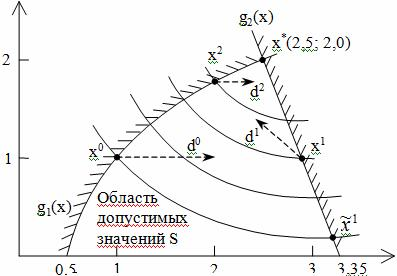 g2(x)
x*(2,5; 2,0)
x2
2
d2
x0
d0
d1
x1
1
g1(x)
Область
допустимых
значений S
x̃1
0,5
1
2
3
3,35